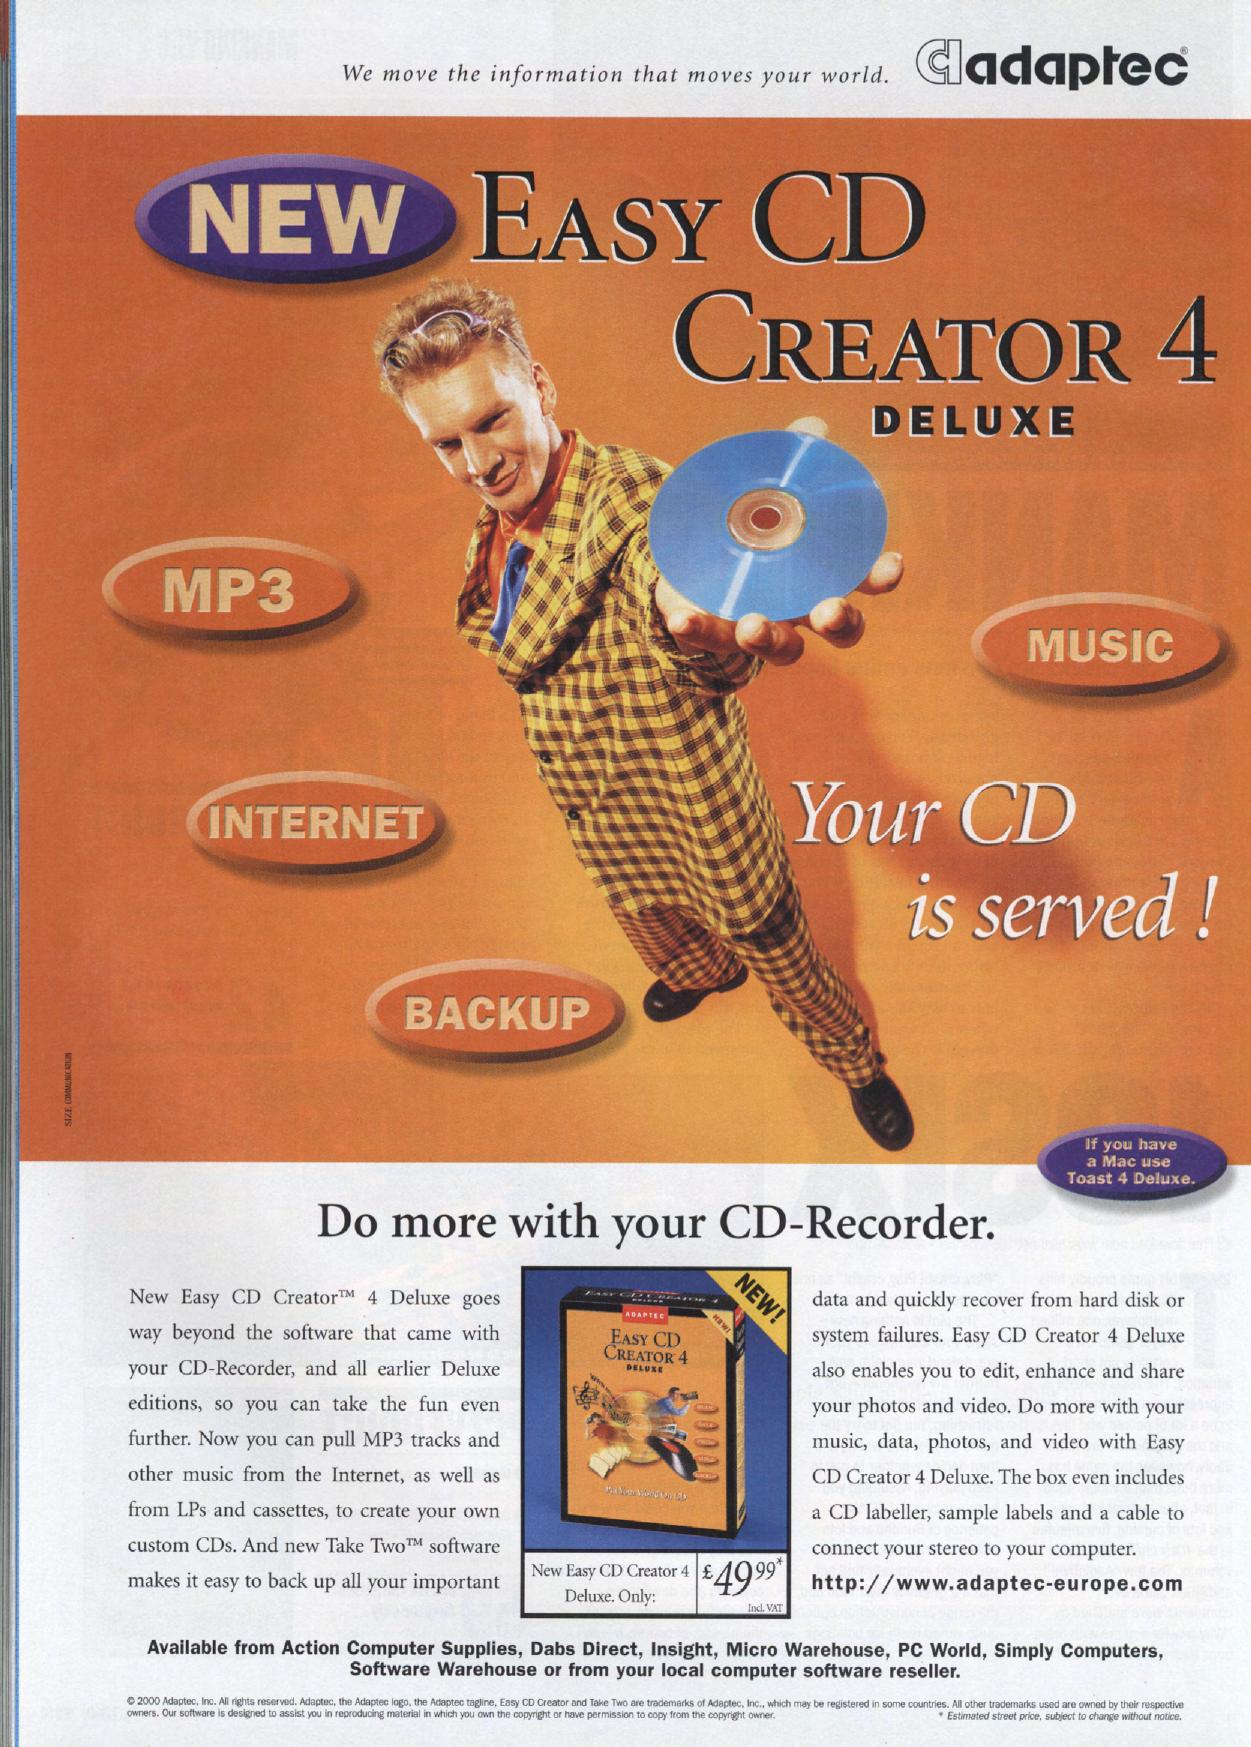 We move the information that moves your world.
adaptec®
NEW
EASY CD
CREATOR 4
DELUXE
MP3
MUSIC
INTERNET
Your CD
is served !
BACKUP
SIZE COMMUNICATION
If you have
a Mac use
Toast 4 Deluxe.
Do more with your CD-Recorder.
New Easy CD Creator™ 4 Deluxe goes
way beyond the software that came with
your CD-Recorder, and all earlier Deluxe
editions, so you can take the fun even
further. Now you can pull MP3 tracks and
other music from the Internet, as well as
from LPs and cassettes, to create your own
custom CDs. And new Take Two™ software
makes it easy to back up all your important
NEW!
EASY CD CREATOR 4
DELUXE
ADAPTEC
NEW!
EASY CD
CREATOR 4
DELUXE
Put Your World On CD
New Easy CD Creator 4
Deluxe. Only:
£49.99*
Incl. VAT
data and quickly recover from hard disk or
system failures. Easy CD Creator 4 Deluxe
also enables you to edit, enhance and share
your photos and video. Do more with your
music, data, photos, and video with Easy
CD Creator 4 Deluxe. The box even includes
a CD labeller, sample labels and a cable to
connect your stereo to your computer.
http://www.adaptec-europe.com
Available from Action Computer Supplies, Dabs Direct, Insight, Micro Warehouse, PC World, Simply Computers,
Software Warehouse or from your local computer software reseller.
© 2000 Adaptec, Inc. All rights reserved. Adaptec, the Adaptec logo, the Adaptec tagline, Easy CD Creator and Take Two are trademarks of Adaptec, Inc., which may be registered in some countries. All other trademarks used are owned by their respective
owners. Our software is designed to assist you in reproducing material in which you own the copyright or have permission to copy from the copyright owner.
* Estimated street price, subject to change without notice.